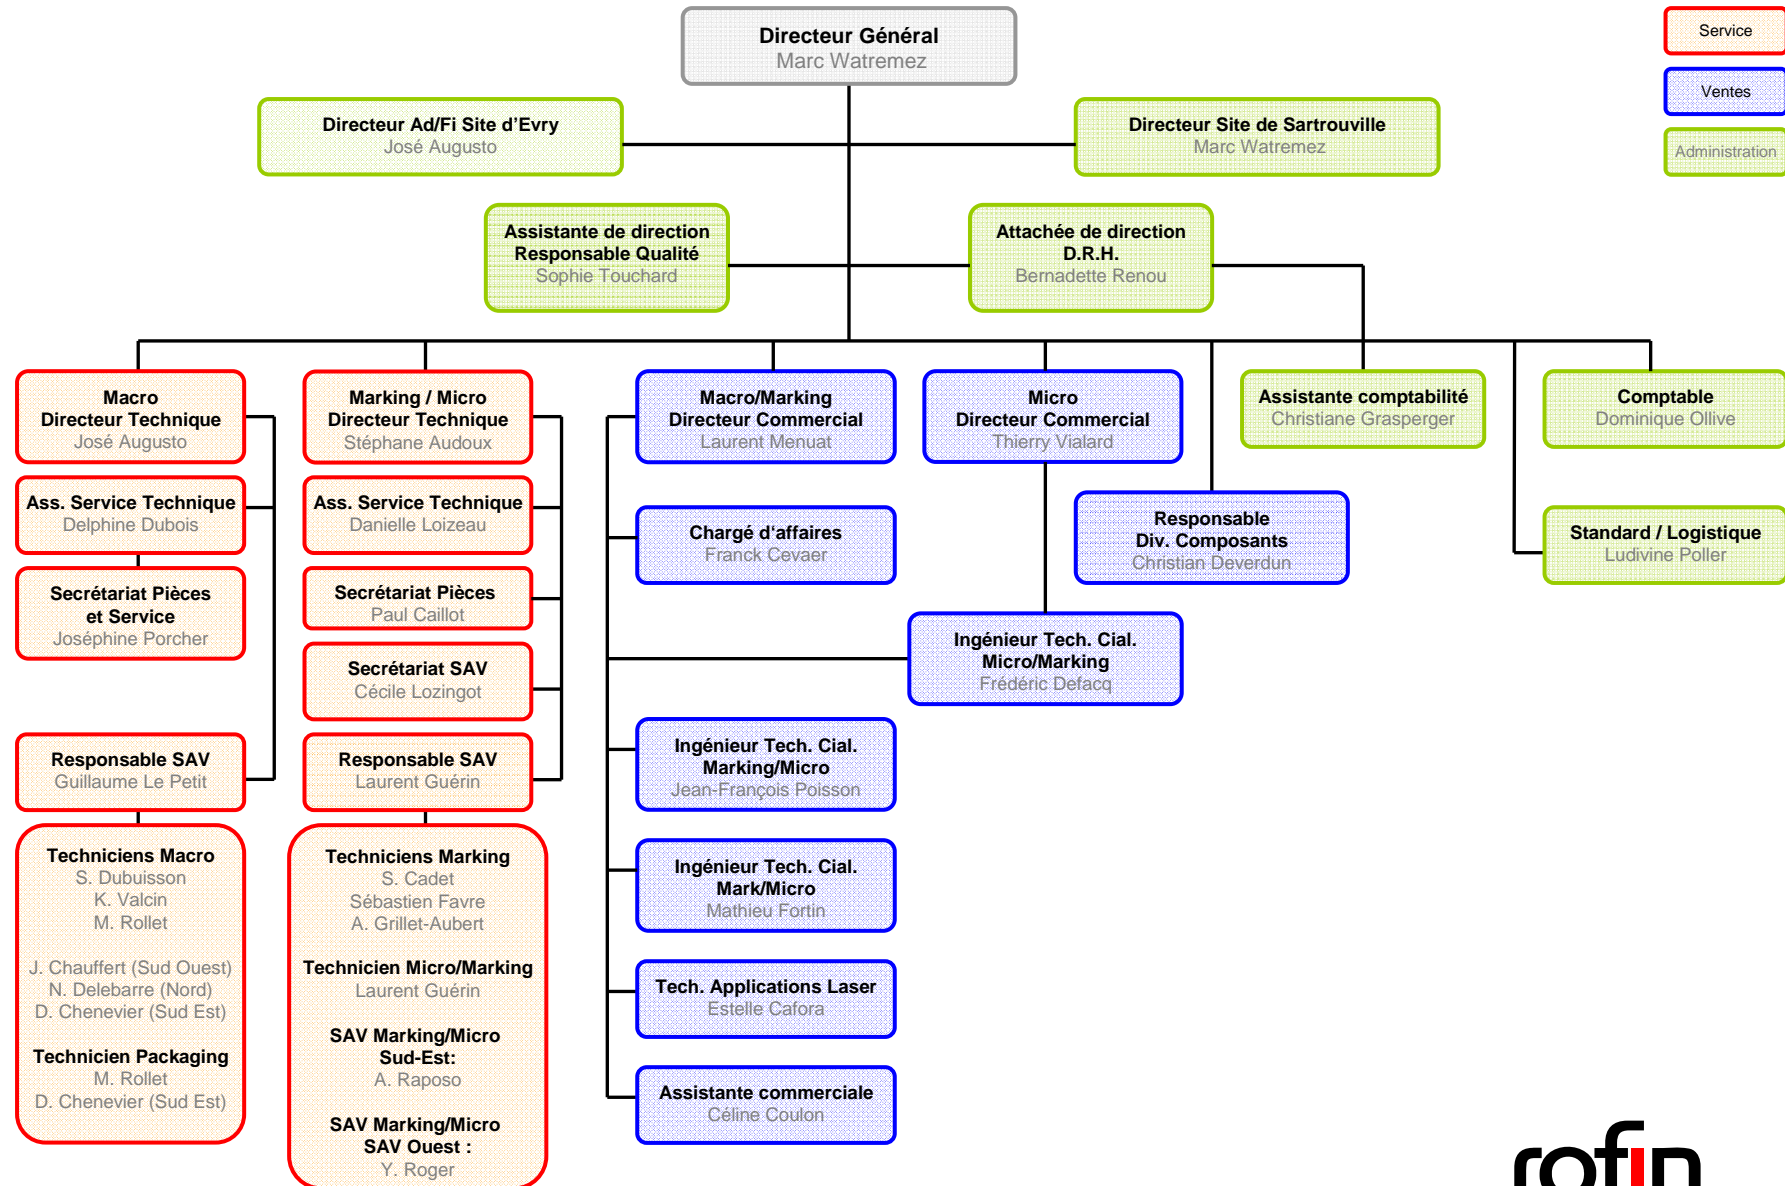 Directeur Général
Marc Watremez
Service
Ventes
Administration
Directeur Ad/Fi Site d'Evry
José Augusto
Directeur Site de Sartrouville
Marc Watremez
Assistante de direction
Responsable Qualité
Sophie Touchard
Attachée de direction
D.R.H.
Bernadette Renou
Macro
Directeur Technique
José Augusto
Marking / Micro
Directeur Technique
Stéphane Audoux
Macro/Marking
Directeur Commercial
Laurent Menuat
Micro
Directeur Commercial
Thierry Vialard
Assistante comptabilité
Christiane Grasperger
Comptable
Dominique Ollive
Ass. Service Technique
Delphine Dubois
Ass. Service Technique
Danielle Loizeau
Chargé d‘affaires
Franck Cevaer
Responsable
Div. Composants
Christian Deverdun
Standard / Logistique
Ludivine Poller
Secrétariat Pièces
et Service
Joséphine Porcher
Secrétariat Pièces
Paul Caillot
Secrétariat SAV
Cécile Lozingot
Ingénieur Tech. Cial.
Micro/Marking
Frédéric Defacq
Responsable SAV
Guillaume Le Petit
Responsable SAV
Laurent Guérin
Ingénieur Tech. Cial.
Marking/Micro
Jean-François Poisson
Techniciens Macro
S. Dubuisson
K. Valcin
M. Rollet
J. Chauffert (Sud Ouest)
N. Delebarre (Nord)
D. Chenevier (Sud Est)
Technicien Packaging
M. Rollet
D. Chenevier (Sud Est)
Techniciens Marking
S. Cadet
Sébastien Favre
A. Grillet-Aubert
Technicien Micro/Marking
Laurent Guérin
SAV Marking/Micro
Sud-Est:
A. Raposo
SAV Marking/Micro
SAV Ouest :
Y. Roger
Ingénieur Tech. Cial.
Mark/Micro
Mathieu Fortin
Tech. Applications Laser
Estelle Cafora
Assistante commerciale
Céline Coulon
rofin